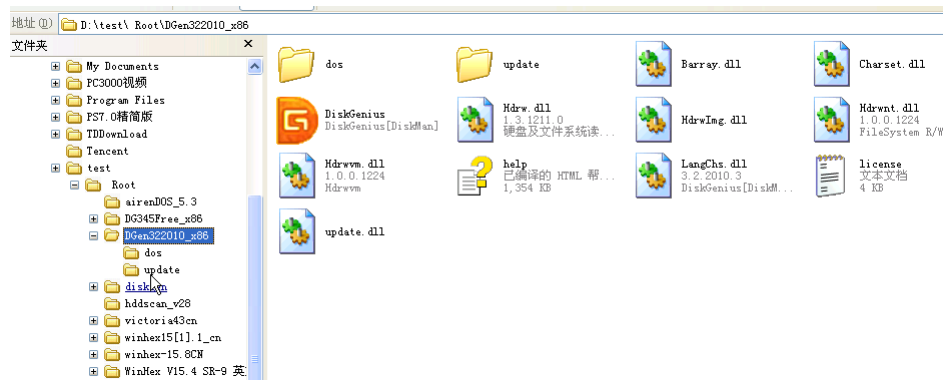 地址(D) D:\test\ Root\DGen322010_x86
文件夹
My Documents
PC3000视频
Program Files
PS7.0精简版
TDDownload
Tencent
test
Root
airenDOS_5.3
DG345Free_x86
DGen322010_x86
dos
update
hddscan_v28
victoria43cn
winhex15[1].1_cn
winhex-15.8CN
WinHex V15.4 SR-9 英
dos
update
Barray.dll
Charset.dll
DiskGenius
DiskGenius[DiskMan]
Hdrw.dll
1.3.1211.0
硬盘及文件系统读...
HdrwImg.dll
Hdrwnt.dll
1.0.0.1224
FileSystem R/W
Hdrwvm.dll
1.0.0.1224
Hdrwvm
help
已编译的 HTML 帮...
1,354 KB
LangChs.dll
3.2.2010.3
DiskGenius[DiskM...
license
文本文档
4 KB
update.dll